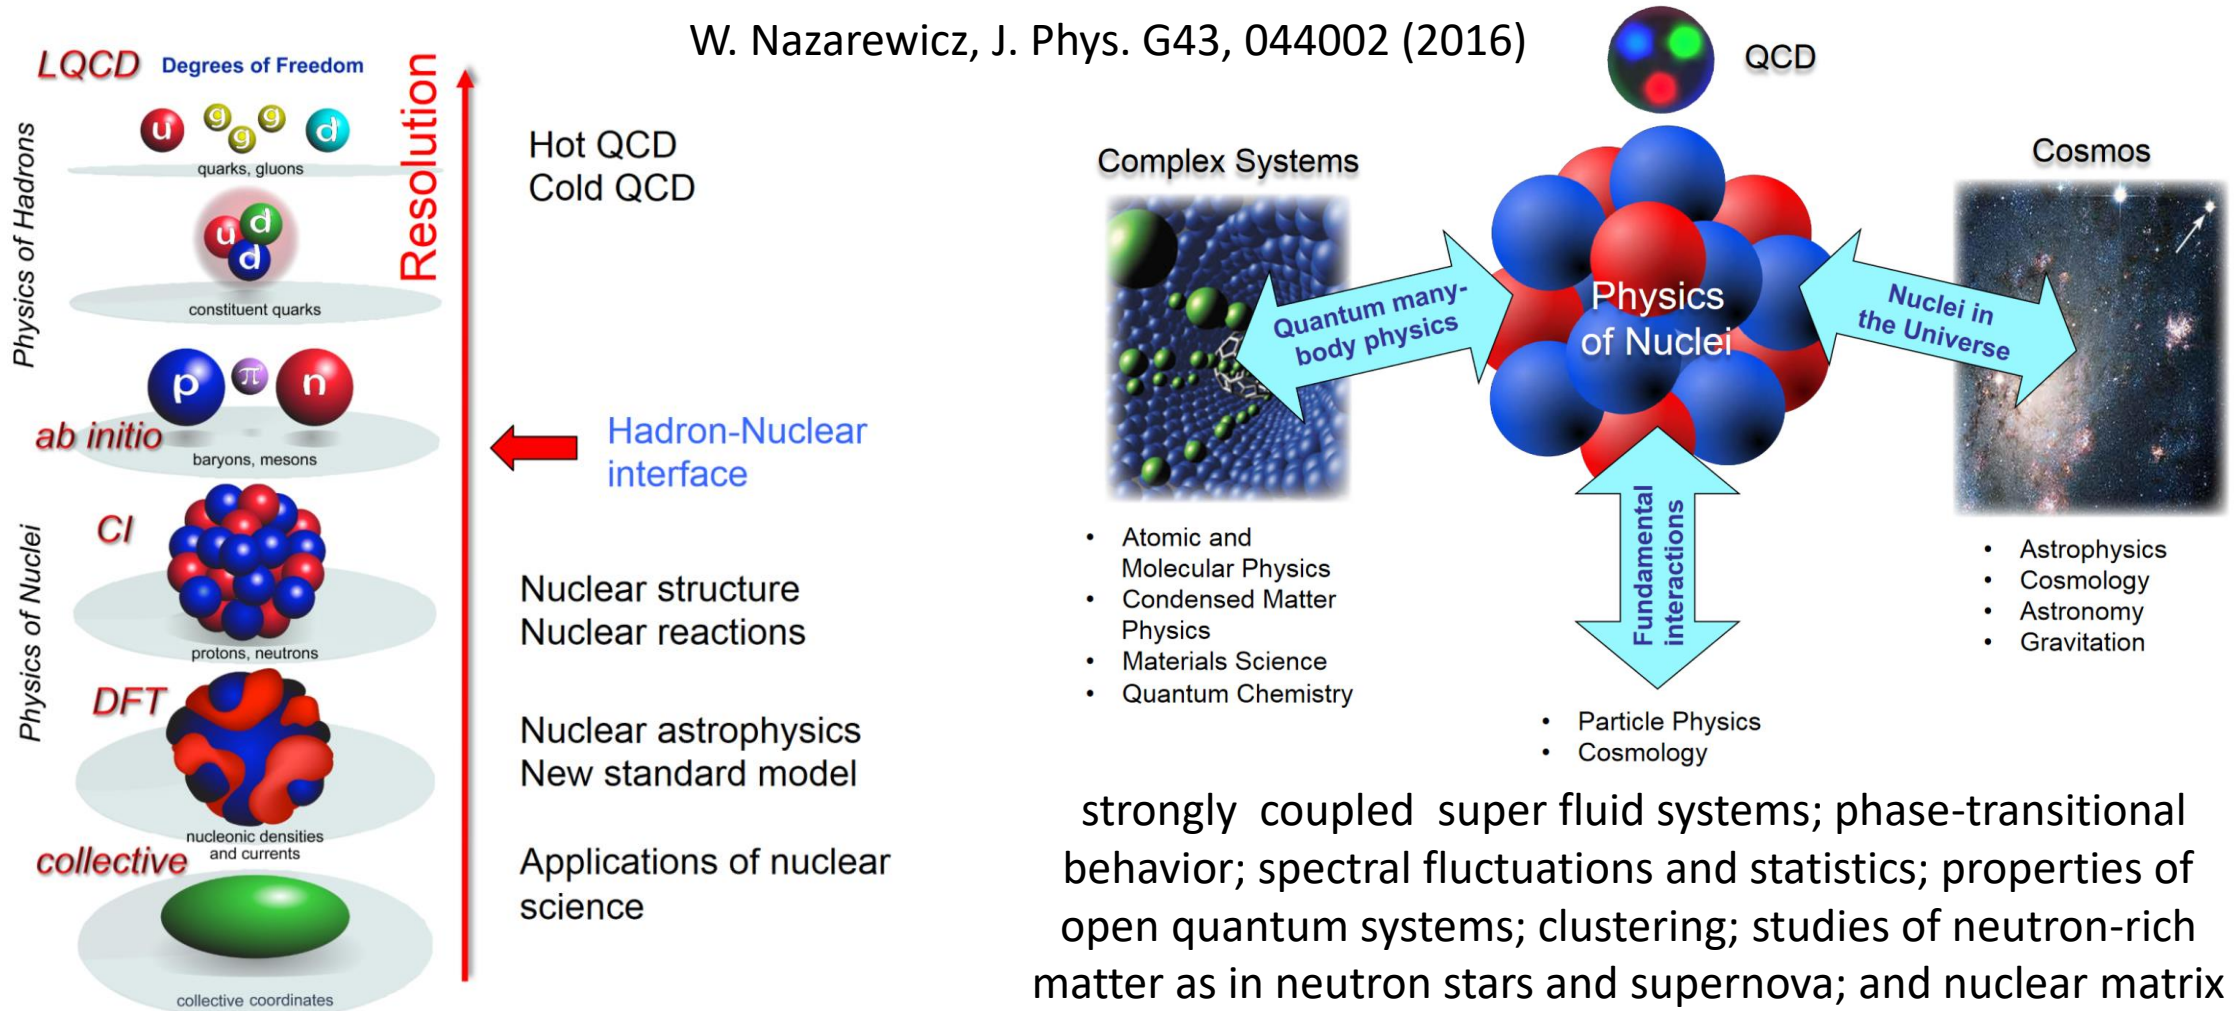 W. Nazarewicz, J. Phys. G43, 044002 (2016)
LQCD
Degrees of Freedom
Resolution
Physics of Hadrons
u
g
g
g
d
quarks, gluons
u
d
d
constituent quarks
p
π
n
ab initio
baryons, mesons
Physics of Nuclei
CI
protons, neutrons
DFT
nucleonic densities
and currents
collective
collective coordinates
Hot QCD
Cold QCD
Hadron-Nuclear
interface
Nuclear structure
Nuclear reactions
Nuclear astrophysics
New standard model
Applications of nuclear
science
QCD
Complex Systems
Cosmos
Physics
of Nuclei
Quantum many-
body physics
Nuclei in
the Universe
Fundamental
interactions
• Atomic and
Molecular Physics
• Condensed Matter
Physics
• Materials Science
• Quantum Chemistry
• Particle Physics
• Cosmology
• Astrophysics
• Cosmology
• Astronomy
• Gravitation
strongly coupled super fluid systems; phase-transitional
behavior; spectral fluctuations and statistics; properties of
open quantum systems; clustering; studies of neutron-rich
matter as in neutron stars and supernova; and nuclear matrix